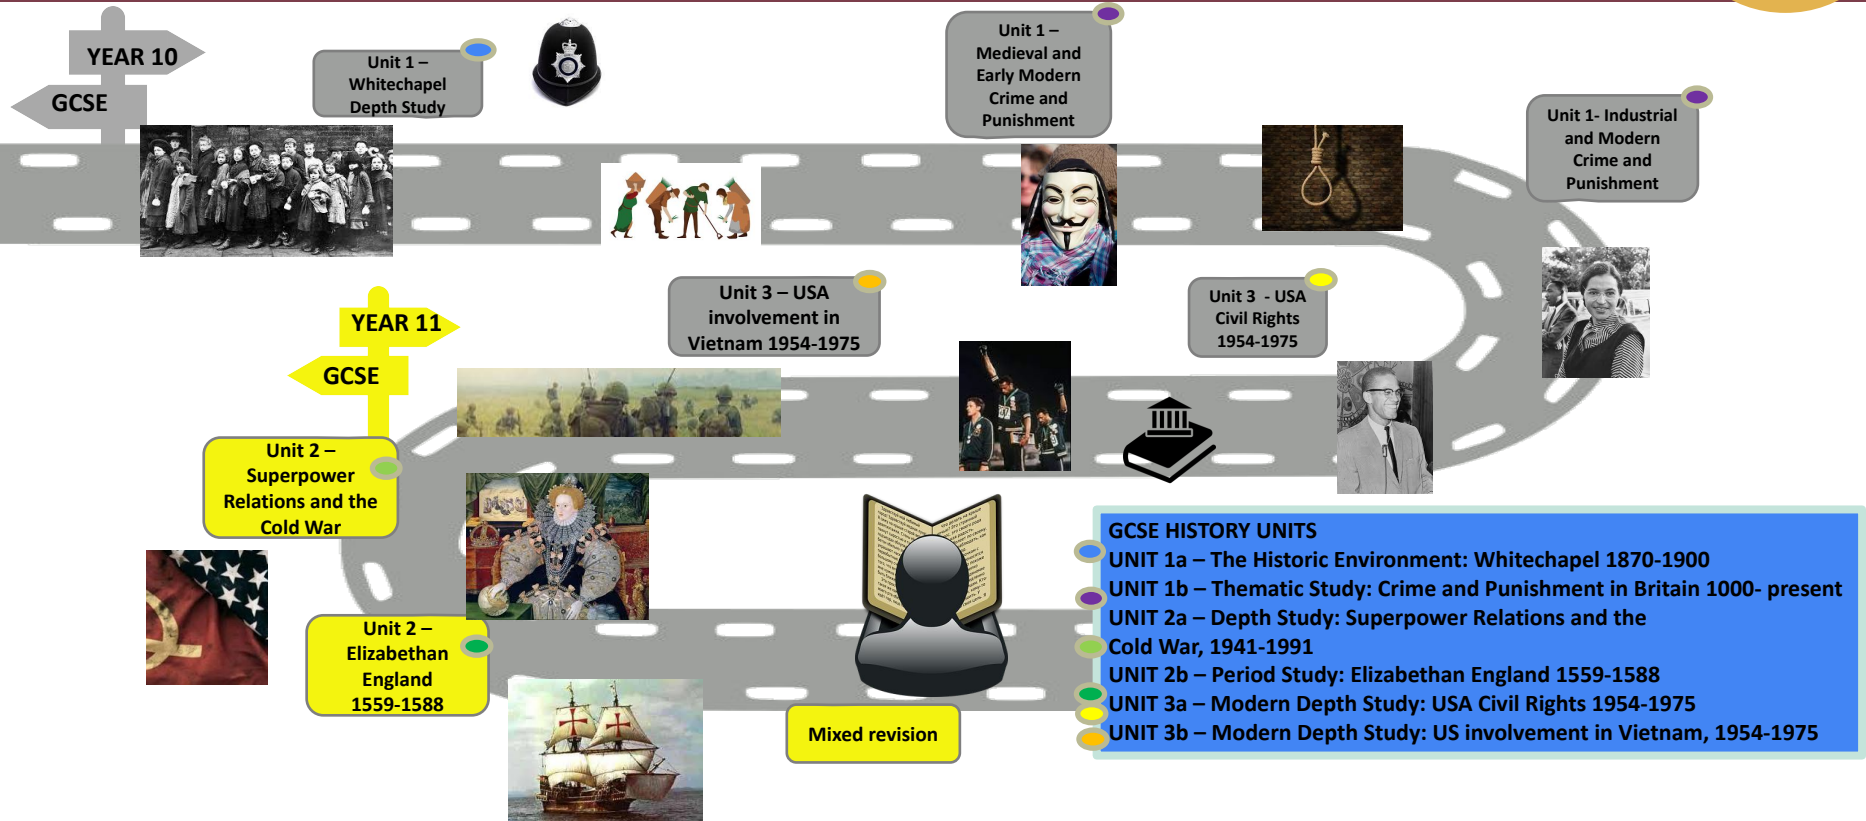 YEAR 10
GCSE
Unit 1 –
Whitechapel
Depth Study
Unit 1 –
Medieval and
Early Modern
Crime and
Punishment
Unit 1- Industrial
and Modern
Crime and
Punishment
Unit 3 - USA
Civil Rights
1954-1975
Unit 3 – USA
involvement in
Vietnam 1954-1975
YEAR 11
GCSE
Unit 2 –
Superpower
Relations and the
Cold War
Unit 2 –
Elizabethan
England
1559-1588
Mixed revision
GCSE HISTORY UNITS
UNIT 1a – The Historic Environment: Whitechapel 1870-1900
UNIT 1b – Thematic Study: Crime and Punishment in Britain 1000- present
UNIT 2a – Depth Study: Superpower Relations and the
Cold War, 1941-1991
UNIT 2b – Period Study: Elizabethan England 1559-1588
UNIT 3a – Modern Depth Study: USA Civil Rights 1954-1975
UNIT 3b – Modern Depth Study: US involvement in Vietnam, 1954-1975